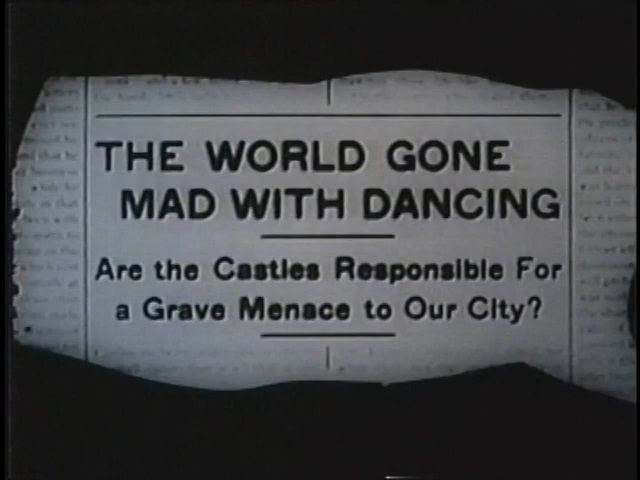 THE WORLD GONE
MAD WITH DANCING
Are the Castles Responsible For
a Grave Menace to Our City?